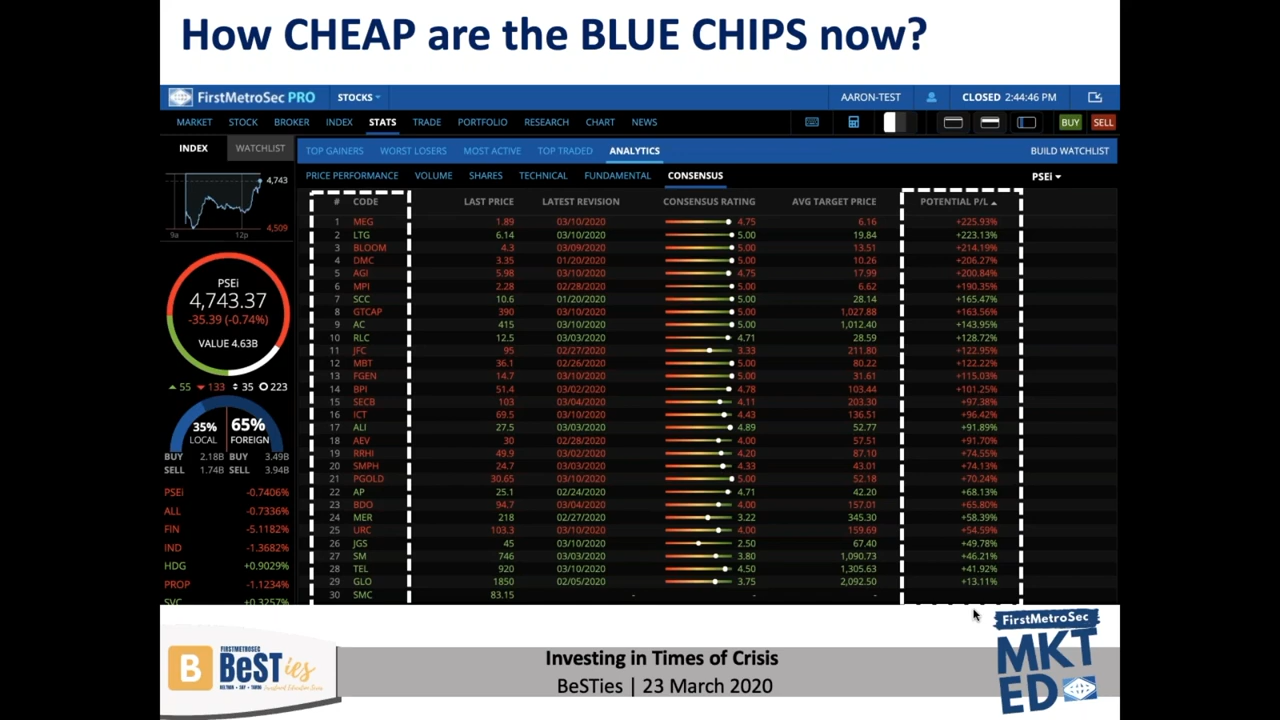 How CHEAP are the BLUE CHIPS now?
FirstMetroSec PRO STOCKS AARON-TEST CLOSED 2:44:46 PM
MARKET STOCK BROKER INDEX STATS TRADE PORTFOLIO RESEARCH CHART NEWS BUY SELL
INDEX WATCHLIST TOP GAINERS WORST LOSERS MOST ACTIVE TOP TRADED ANALYTICS BUILD WATCHLIST
PRICE PERFORMANCE VOLUME SHARES TECHNICAL FUNDAMENTAL CONSENSUS PSEi
4,743
4,509
9a 12p
PSEi
4,743.37
-35.39 (-0.74%)
VALUE 4.63B
55 133 35 223
35% 65%
LOCAL FOREIGN
BUY 2.18B BUY 3.49B
SELL 1.74B SELL 3.94B
PSEi -0.7406%
ALL -0.7336%
FIN -5.1182%
IND -1.3682%
HDG +0.9029%
PROP -1.1234%
SVC +0.3257%
# CODE LAST PRICE LATEST REVISION CONSENSUS RATING AVG TARGET PRICE POTENTIAL P/L
1 MEG 1.89 03/10/2020 4.75 6.16 +225.93%
2 LTG 6.14 03/10/2020 5.00 19.84 +223.13%
3 BLOOM 4.3 03/09/2020 5.00 13.51 +214.19%
4 DMC 3.35 01/20/2020 5.00 10.26 +206.27%
5 AGI 5.98 03/10/2020 4.75 17.99 +200.84%
6 MPI 2.28 02/28/2020 5.00 6.62 +190.35%
7 SCC 10.6 01/20/2020 5.00 28.14 +165.47%
8 GTCAP 390 03/10/2020 5.00 1,027.88 +163.56%
9 AC 415 03/10/2020 5.00 1,012.40 +143.95%
10 RLC 12.5 03/10/2020 4.71 28.59 +128.72%
11 JFC 95 02/27/2020 3.33 211.80 +122.95%
12 MBT 36.1 02/26/2020 5.00 80.22 +122.22%
13 FGEN 14.7 03/10/2020 5.00 31.61 +115.03%
14 BPI 51.4 03/02/2020 4.78 103.44 +101.25%
15 SECB 103 03/04/2020 4.11 203.30 +97.38%
16 ICT 69.5 03/10/2020 4.43 136.51 +96.42%
17 ALI 27.5 03/03/2020 4.89 52.77 +91.89%
18 AEV 30 02/28/2020 4.00 57.51 +91.70%
19 RRHI 49.9 03/02/2020 4.20 87.10 +74.55%
20 SMPH 24.7 03/03/2020 4.33 43.01 +74.13%
21 PGOLD 30.65 03/10/2020 5.00 52.18 +70.24%
22 AP 25.1 02/24/2020 4.71 42.20 +68.13%
23 BDO 94.7 03/04/2020 4.00 157.01 +65.80%
24 MER 218 02/27/2020 3.22 345.30 +58.39%
25 URC 103.3 03/10/2020 4.00 159.69 +54.59%
26 JGS 45 03/10/2020 2.50 67.40 +49.78%
27 SM 746 03/03/2020 3.80 1,090.73 +46.21%
28 TEL 920 03/10/2020 4.50 1,305.63 +41.92%
29 GLO 1850 02/05/2020 3.75 2,092.50 +13.11%
30 SMC 83.15 - - - -
B FIRSTMETROSEC
BeSTies
Investing in Times of Crisis
BeSTies | 23 March 2020
FirstMetroSec
MKT
ED